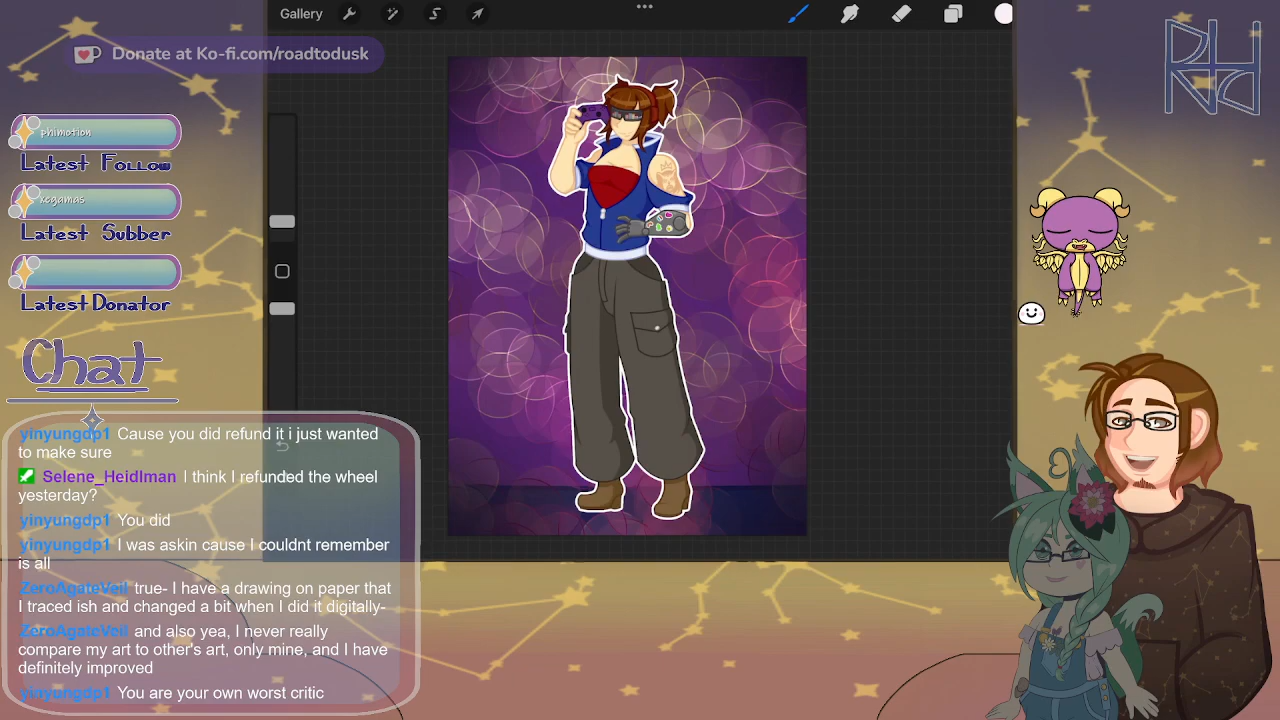 Gallery
Donate at Ko-fi.com/roadtodusk
phimotion
Latest Follow
xegamas
Latest Subber
Latest Donator
Chat
yinyungdp1 Cause you did refund it i just wanted
to make sure
Selene_Heidlman I think I refunded the wheel
yesterday?
yinyungdp1 You did
yinyungdp1 I was askin cause I couldnt remember
is all
ZeroAgateVeil true- I have a drawing on paper that
I traced ish and changed a bit when I did it digitally-
ZeroAgateVeil and also yea, I never really
compare my art to other's art, only mine, and I have
definitely improved
yinyungdp1 You are your own worst critic